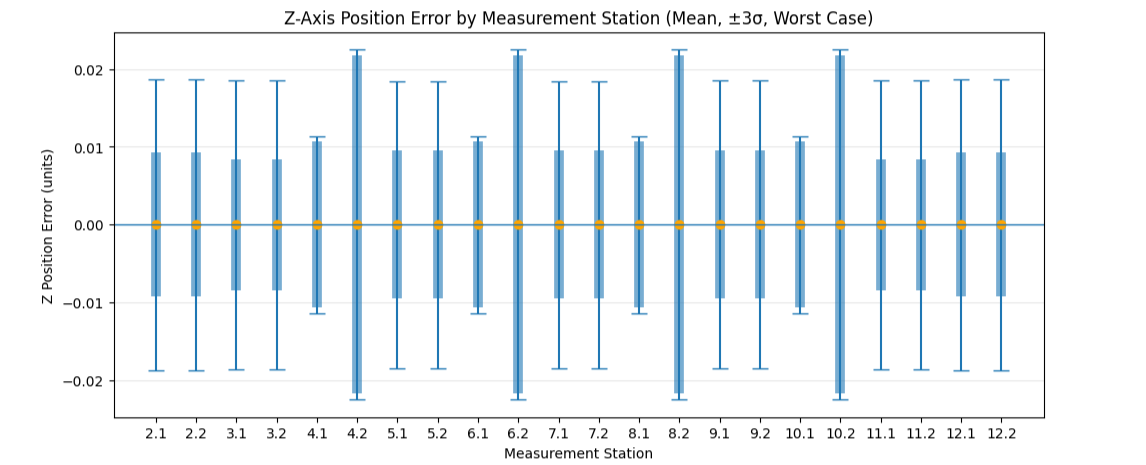 Z-Axis Position Error by Measurement Station (Mean, ±3σ, Worst Case)
Z Position Error (units)
0.02
0.01
0.00
−0.01
−0.02
2.1 2.2 3.1 3.2 4.1 4.2 5.1 5.2 6.1 6.2 7.1 7.2 8.1 8.2 9.1 9.2 10.1 10.2 11.1 11.2 12.1 12.2
Measurement Station